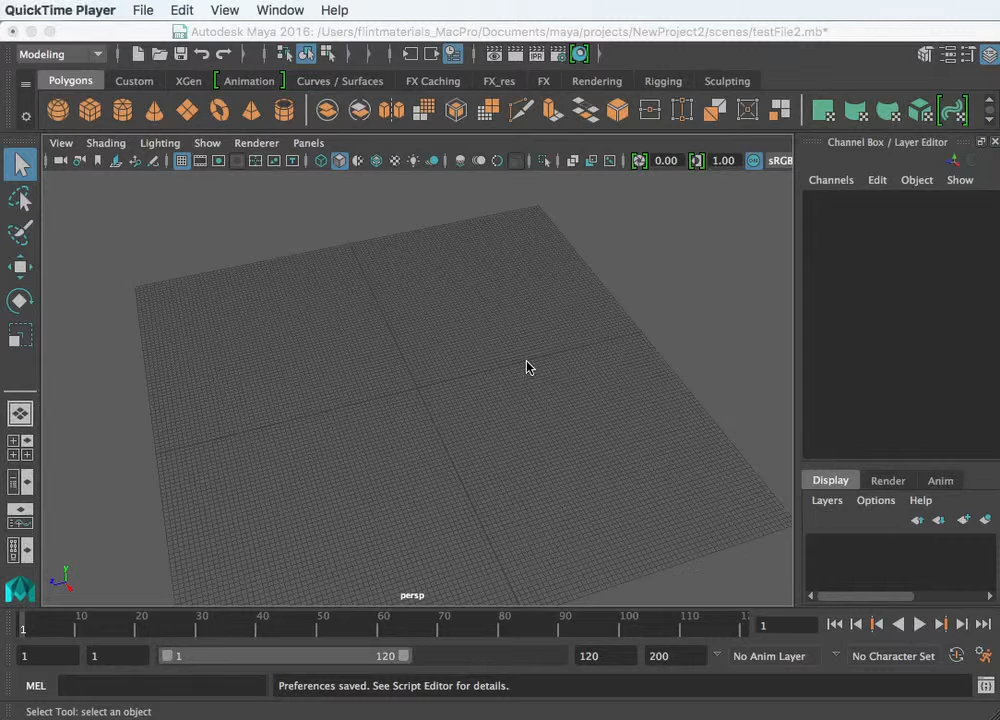 QuickTime Player File Edit View Window Help
Autodesk Maya 2016: /Users/flintmaterials_MacPro/Documents/maya/projects/NewProject2/scenes/testFile2.mb*
Modeling
Polygons Custom XGen Animation Curves / Surfaces FX Caching FX_res FX Rendering Rigging Sculpting
View Shading Lighting Show Renderer Panels
0.00 1.00 ON sRGB
Channel Box / Layer Editor
Channels Edit Object Show
Display Render Anim
Layers Options Help
y
z
persp
1 10 20 30 40 50 60 70 80 90 100 110 12
1
1 1 1 120 120 200 No Anim Layer No Character Set
MEL Preferences saved. See Script Editor for details.
Select Tool: select an object